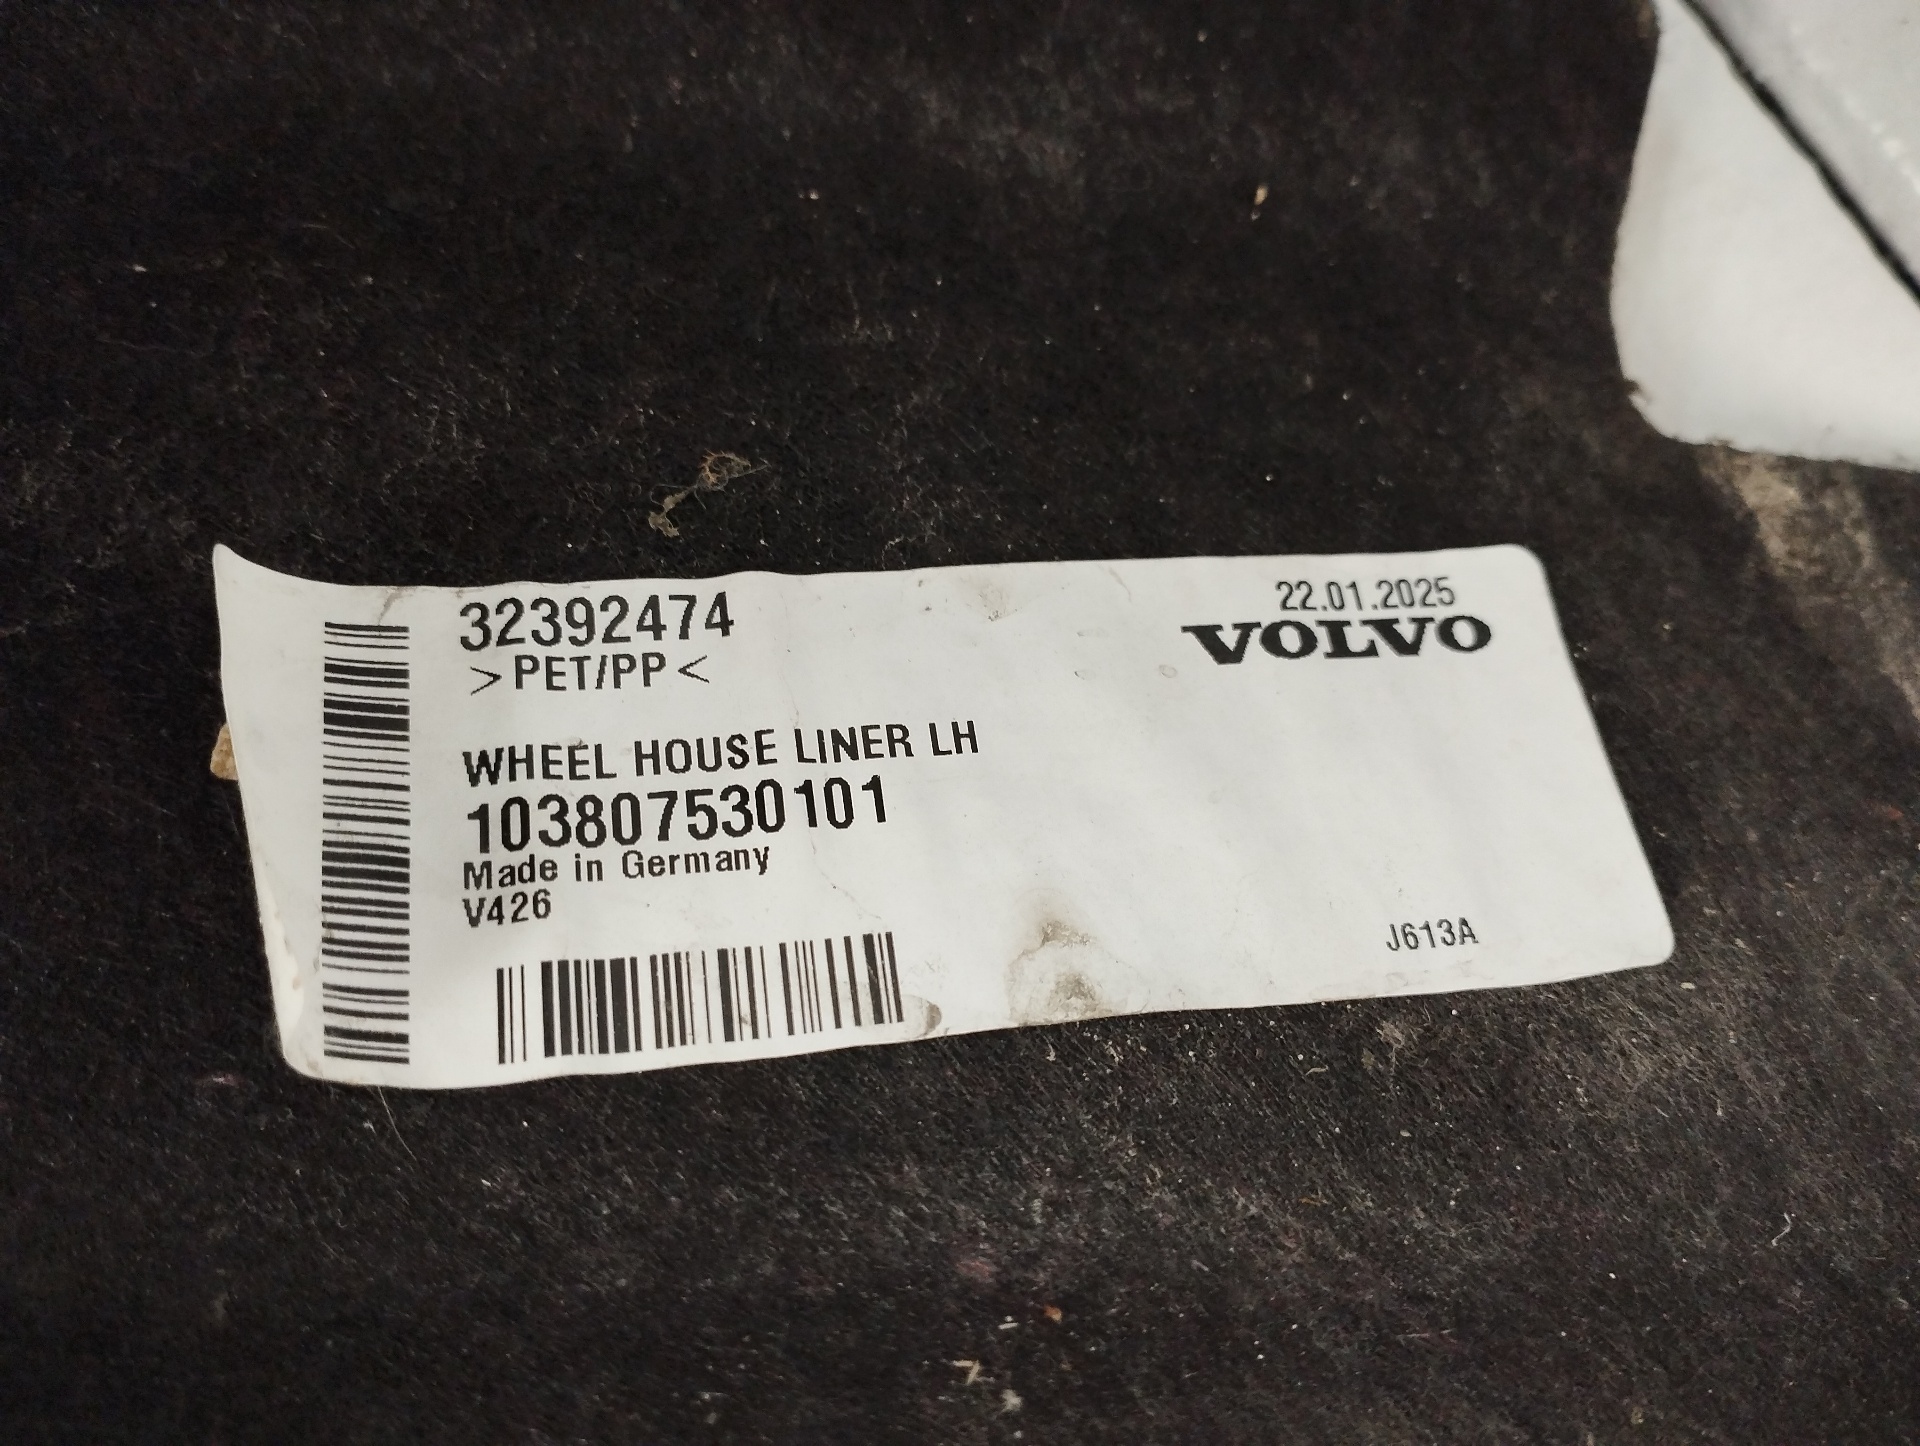 32392474
>PET/PP<
22.01.2025
VOLVO
WHEEL HOUSE LINER LH
103807530101
Made in Germany
V426
J613A